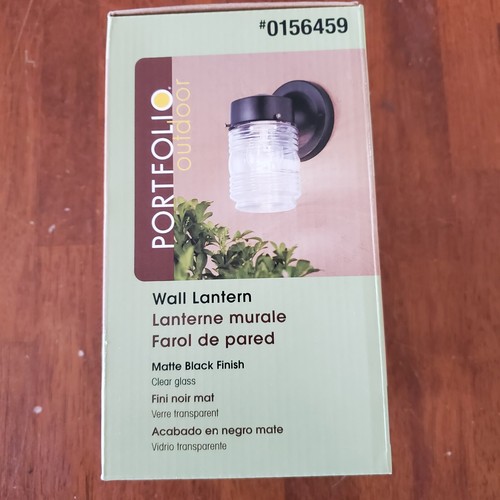 #0156459
PORTFOLIO
outdoor
Wall Lantern
Lanterne murale
Farol de pared
Matte Black Finish
Clear glass
Fini noir mat
Verre transparent
Acabado en negro mate
Vidrio transparente